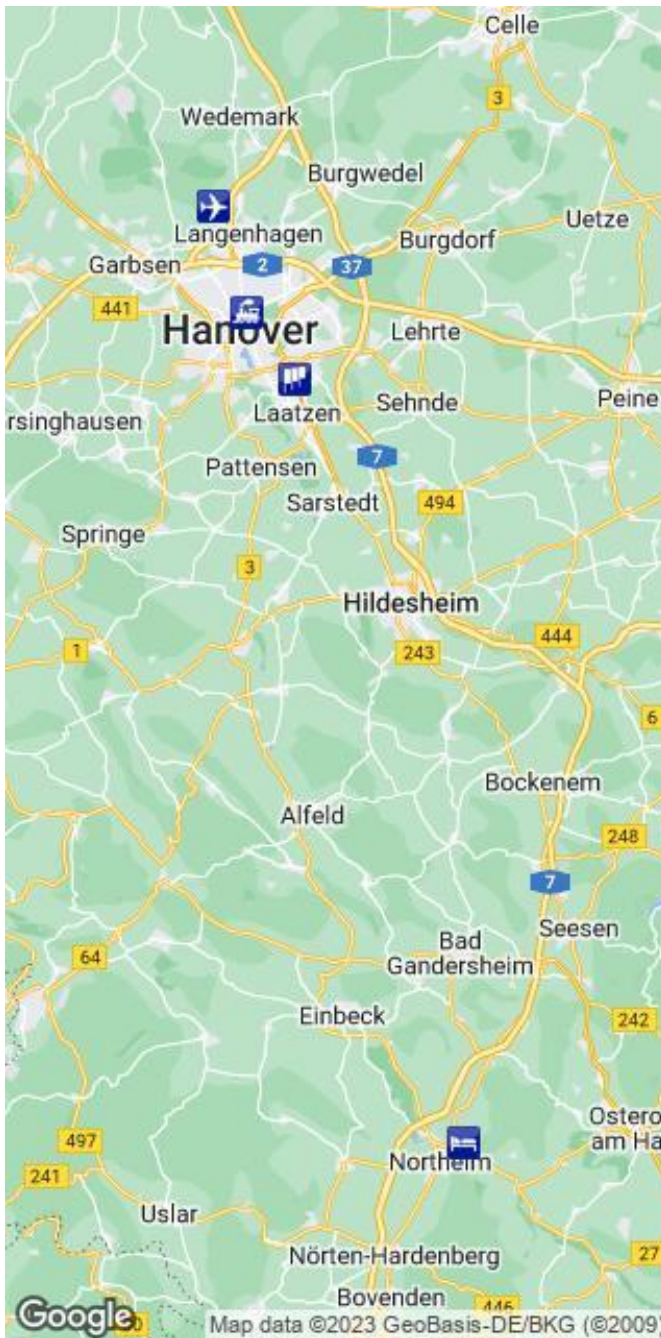 Celle
3
Wedemark
Burgwedel
Uetze
Langenhagen
Burgdorf
Garbsen
2
37
441
Hanover
Lehrte
Laatzen
Sehnde
Peine
rsinghausen
7
Pattensen
Sarstedt
494
Springe
3
Hildesheim
444
1
243
6
Bockenem
Alfeld
248
7
Seesen
Bad
Gandersheim
64
Einbeck
242
Ostero
am Ha
497
Northeim
241
Uslar
Nörten-Hardenberg
27
Bovenden
446
Google
Map data ©2023 GeoBasis-DE/BKG (©2009